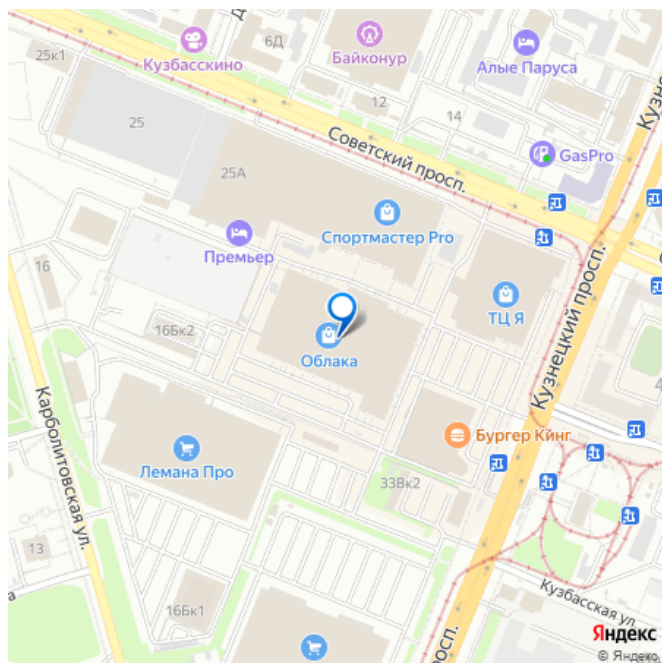 25к1
Кузбасскино
6Д
Байконур
Алые Паруса
12
14
25
25А
Советский просп.
GasPro
Спортмастер Pro
Премьер
16
16Бк2
ТЦ Я
Кузнецкий просп.
Облака
Карболитовская ул.
Бургер Кинг
Лемана Про
33Вк2
13
16Бк1
Кузбасская ул.
просп.
Яндекс
© Яндекс